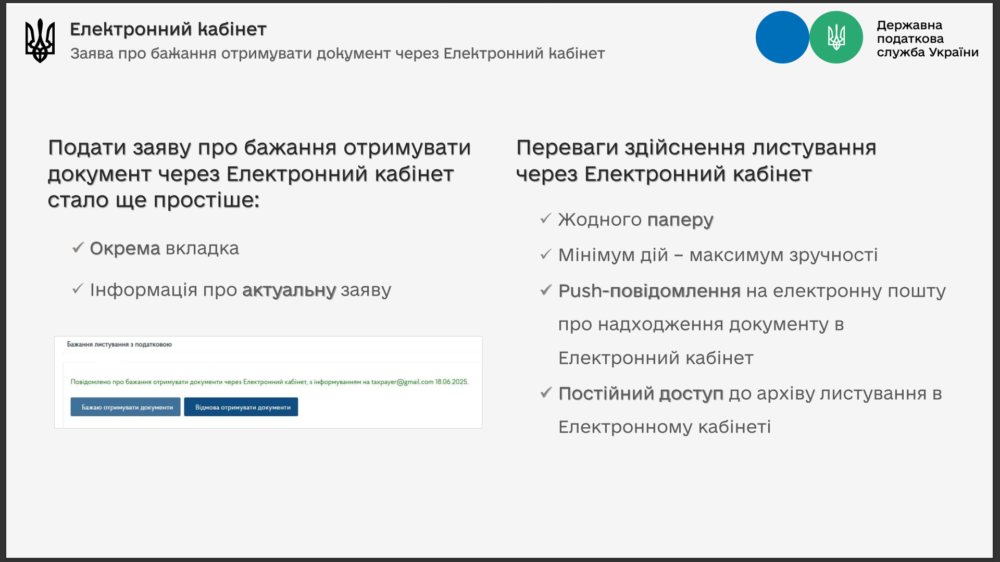 Електронний кабінет
Заява про бажання отримувати документ через Електронний кабінет
Державна
податкова
служба України
Подати заяву про бажання отримувати
документ через Електронний кабінет
стало ще простіше:
✓ Окрема вкладка
✓ Інформація про актуальну заяву
Бажання листування з податковою
Повідомлено про бажання отримувати документи через Електронний кабінет, з інформуванням на taxpayer@gmail.com 18.06.2025.
Бажаю отримувати документи
Відмова отримувати документи
Переваги здійснення листування
через Електронний кабінет
✓ Жодного паперу
✓ Мінімум дій – максимум зручності
✓ Push-повідомлення на електронну пошту
про надходження документу в
Електронний кабінет
✓ Постійний доступ до архіву листування в
Електронному кабінеті